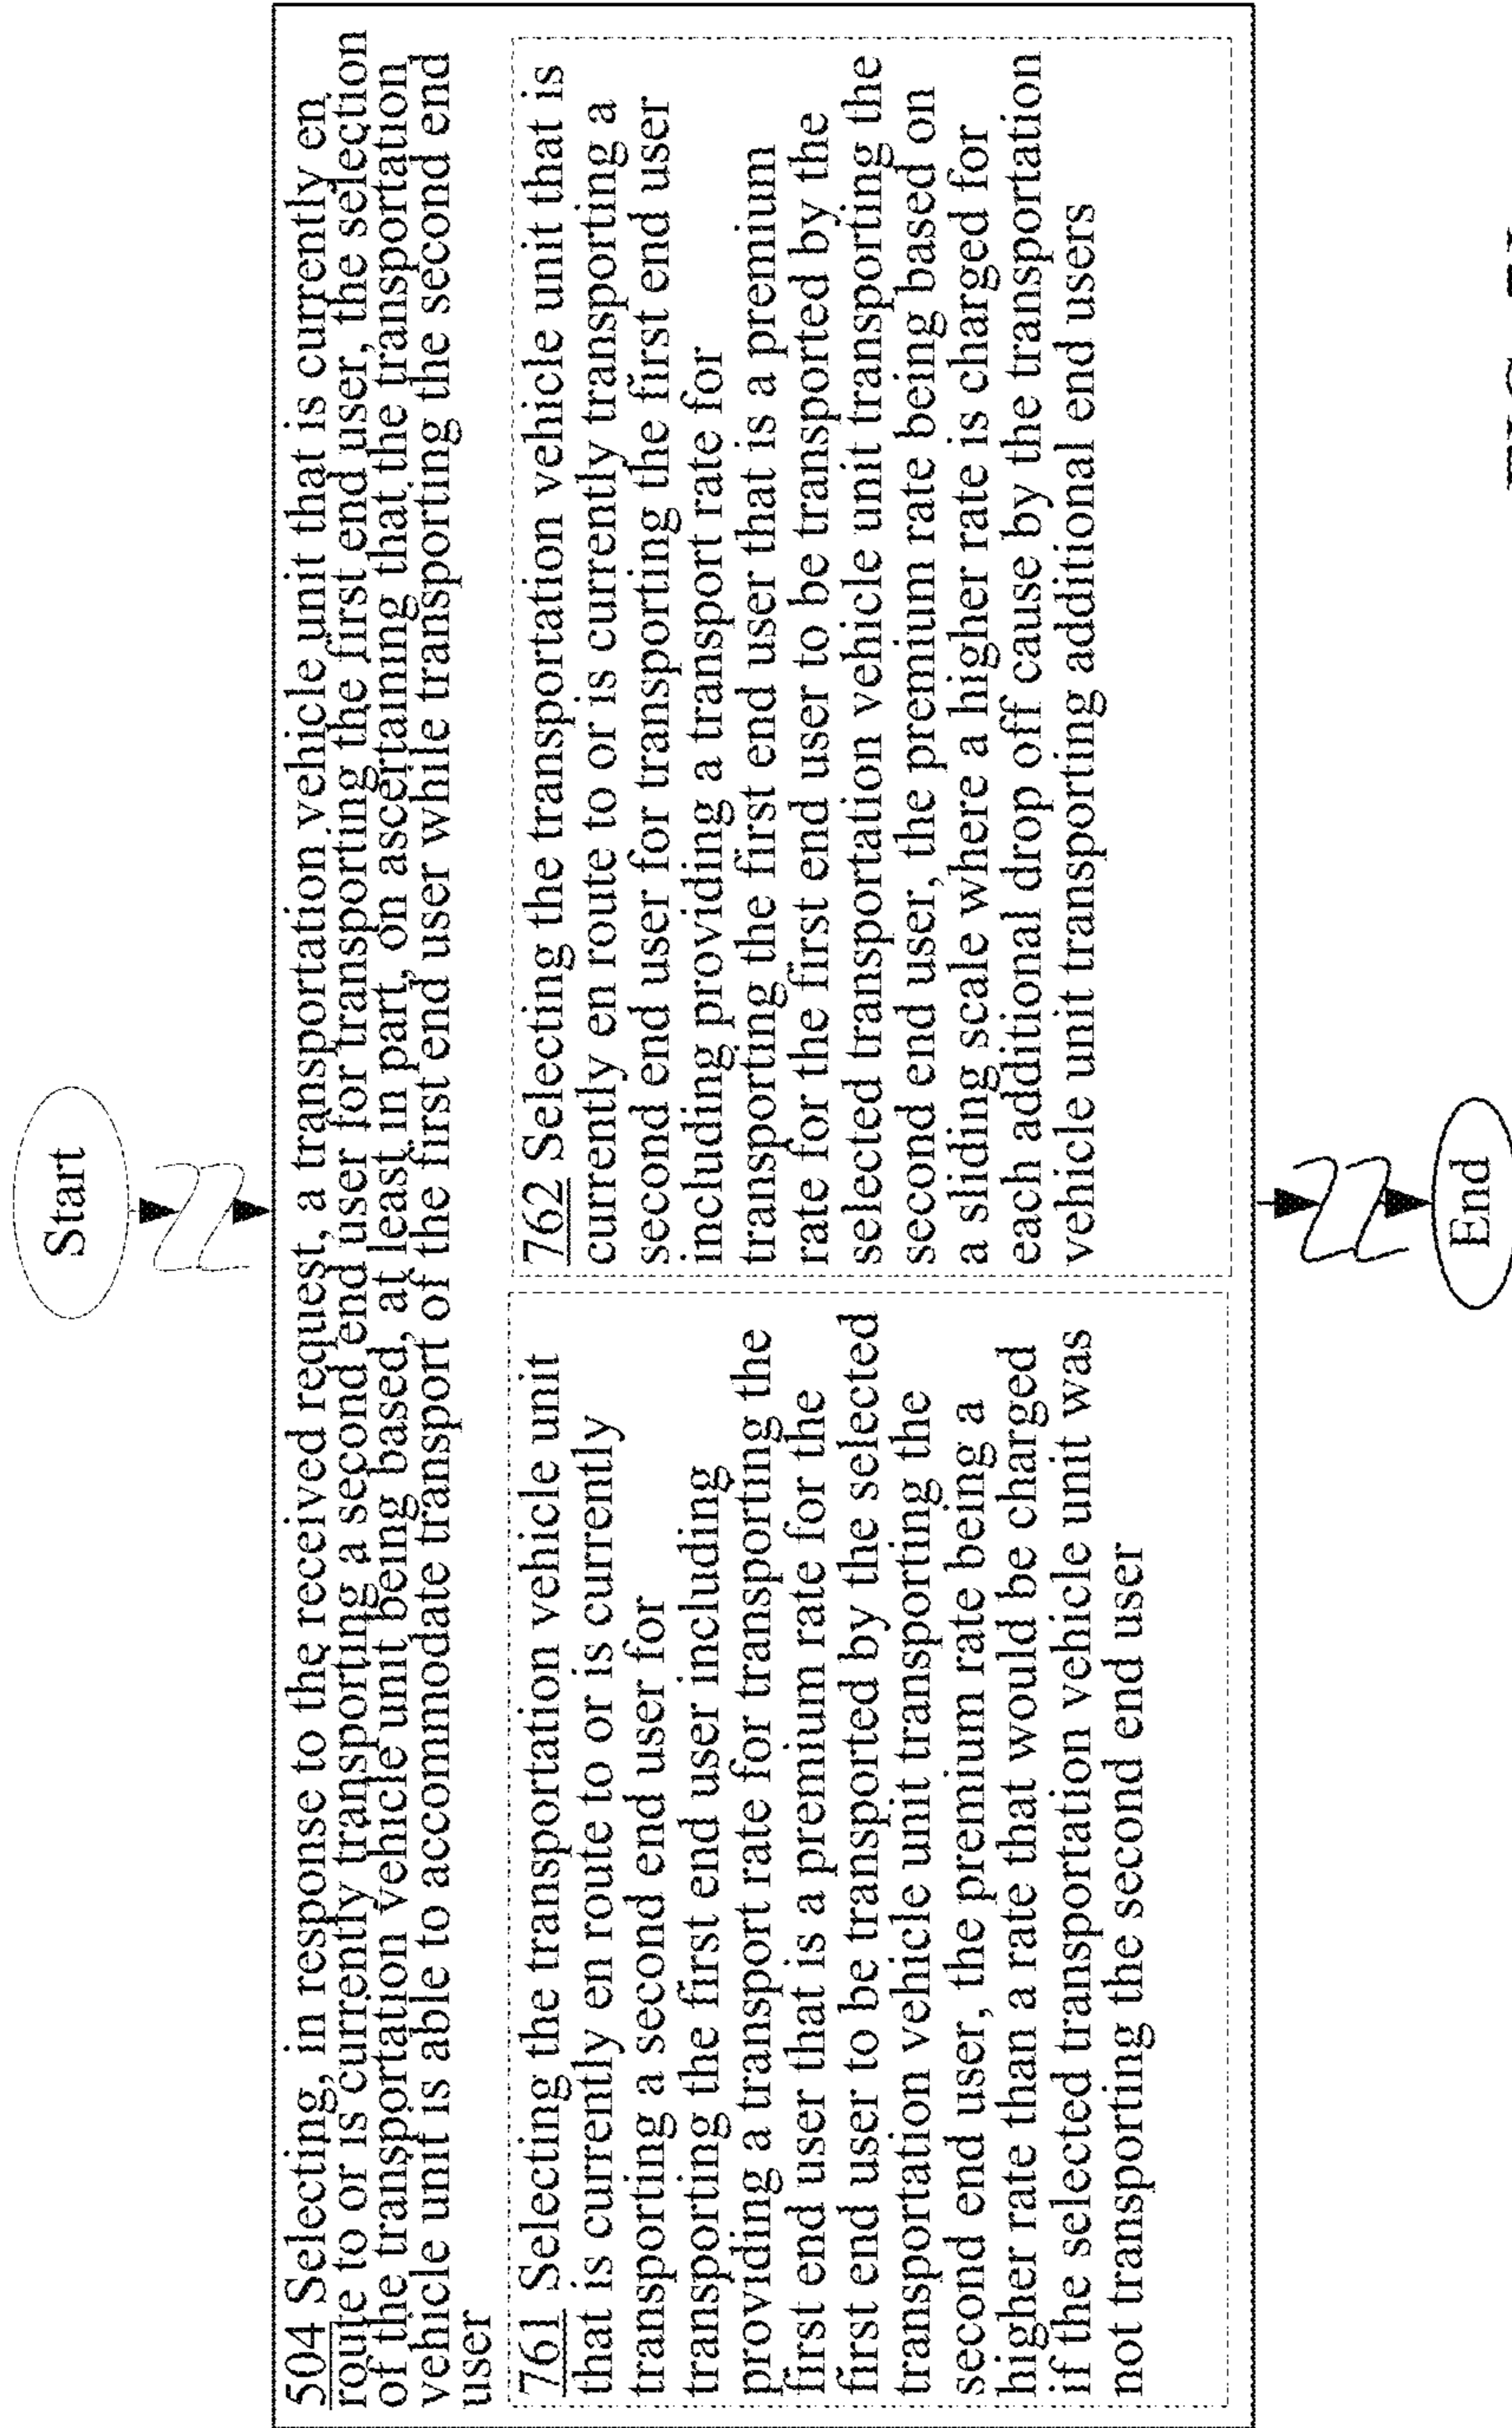 Start
504 Selecting, in response to the received request, a transportation vehicle unit that is currently en
route to or is currently transporting a second end user for transporting the first end user, the selection
of the transportation vehicle unit being based, at least in part, on ascertaining that the transportation
vehicle unit is able to accommodate transport of the first end user while transporting the second end
user
761 Selecting the transportation vehicle unit
that is currently en route to or is currently
transporting a second end user for
transporting the first end user including
providing a transport rate for transporting the
first end user that is a premium rate for the
first end user to be transported by the selected
transportation vehicle unit transporting the
second end user, the premium rate being a
higher rate than a rate that would be charged
if the selected transportation vehicle unit was
not transporting the second end user
762 Selecting the transportation vehicle unit that is
currently en route to or is currently transporting a
second end user for transporting the first end user
including providing a transport rate for
transporting the first end user that is a premium
rate for the first end user to be transported by the
selected transportation vehicle unit transporting the
second end user, the premium rate being based on
a sliding scale where a higher rate is charged for
each additional drop off cause by the transportation
vehicle unit transporting additional end users
End